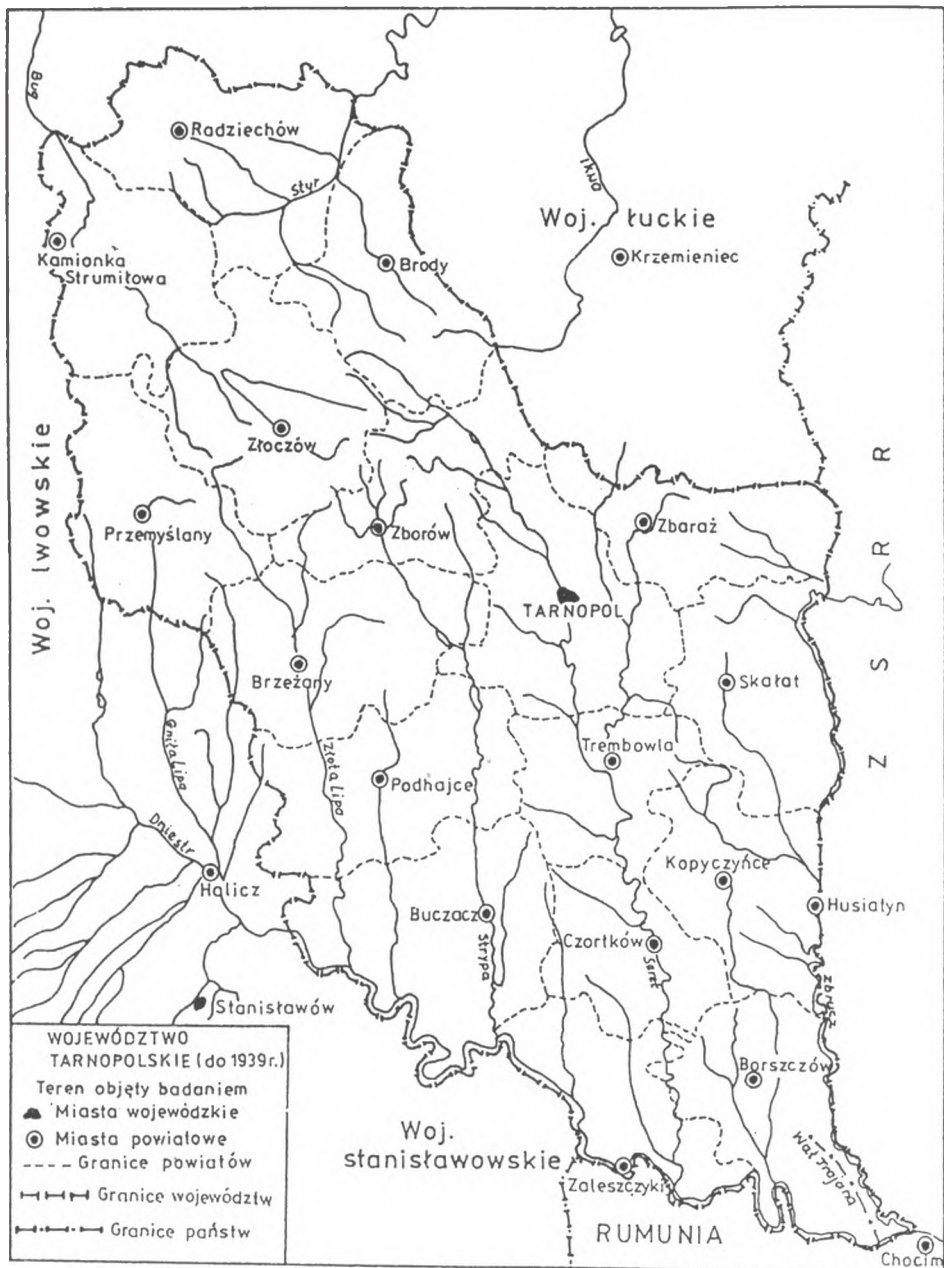 Bug
Radziechów
Styr
Ikwa
Woj. łuckie
Kamionka
Strumiłowa
Brody
Krzemieniec
Złoczów
Woj. lwowskie
Przemyślany
Zborów
Zbaraż
TARNOPOL
Z S R R
Brzeżany
Skałat
Gniła Lipa
Złota Lipa
Trembowla
Podhajce
Dniestr
Halicz
Kopyczyńce
Buczacz
Strypa
Husiatyn
Czortków
Seret
Zbrucz
Stanisławów
Borszczów
Woj.
stanisławowskie
Wał Trajana
Zaleszczyki
RUMUNIA
Chocim
WOJEWÓDZTWO
TARNOPOLSKIE (do 1939r.)
Teren objęty badaniem
Miasta wojewódzkie
Miasta powiatowe
Granice powiatów
Granice województw
Granice państw